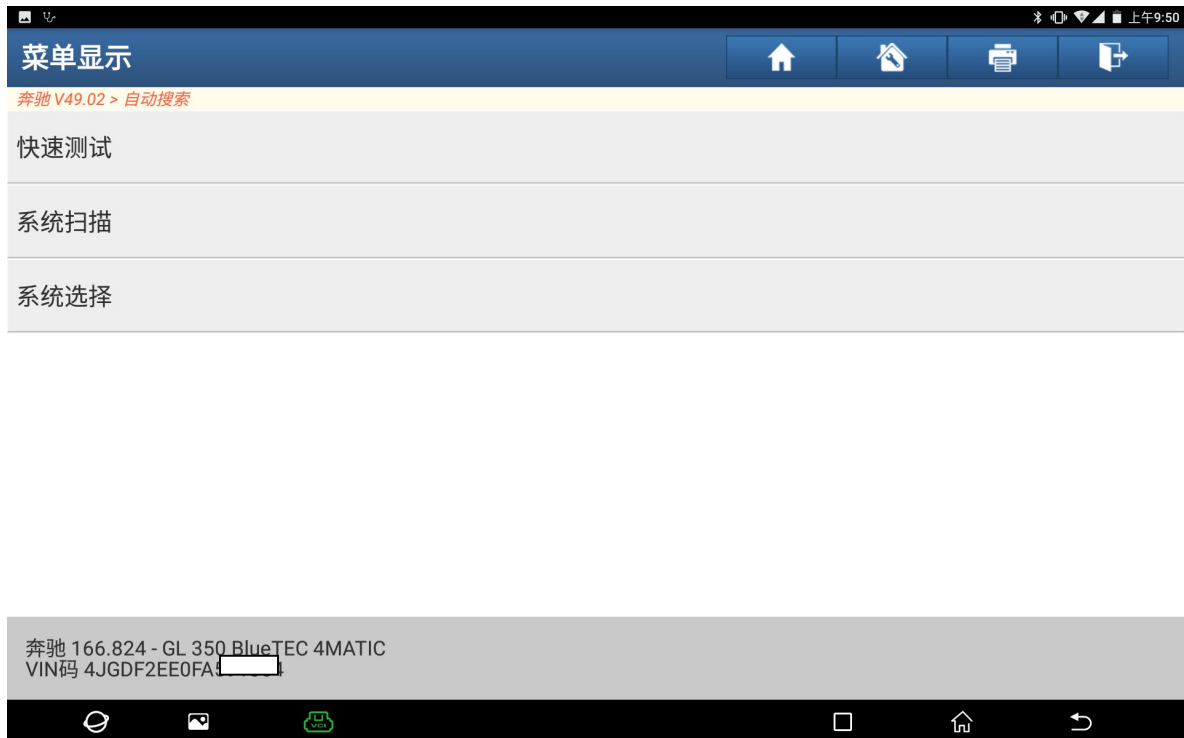 上午9:50
菜单显示
奔驰 V49.02 > 自动搜索
快速测试
系统扫描
系统选择
奔驰 166.824 - GL 350 BlueTEC 4MATIC
VIN码 4JGDF2EE0FA
VCI